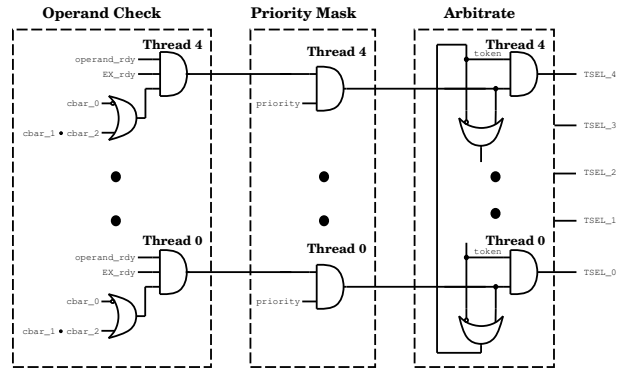 Operand Check
Priority Mask
Arbitrate
Thread 4
operand_rdy
EX_rdy
cbar_0
cbar_1 • cbar_2
Thread 4
priority
Thread 4
token
TSEL_4
TSEL_3
TSEL_2
TSEL_1
Thread 0
operand_rdy
EX_rdy
cbar_0
cbar_1 • cbar_2
Thread 0
priority
Thread 0
token
TSEL_0